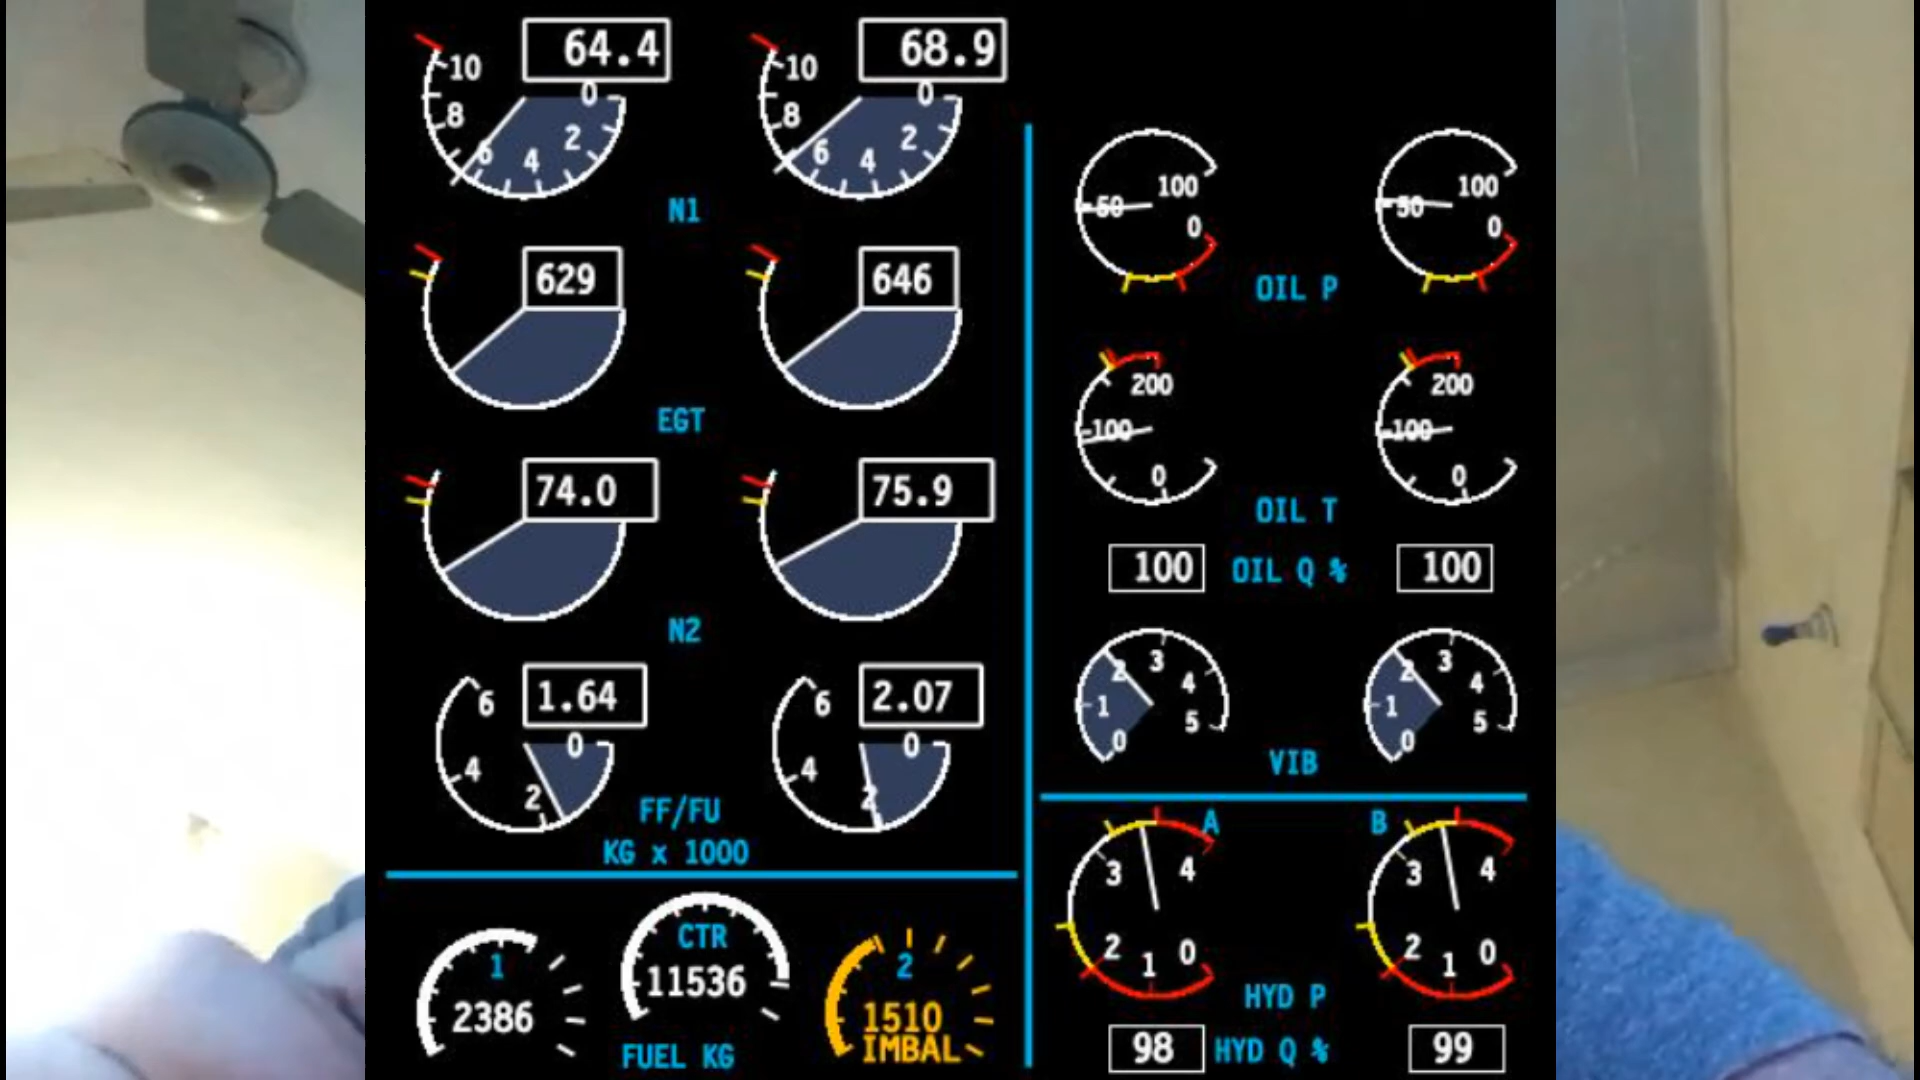 64.4 68.9
10 8 6 4 2 0
10 8 6 4 2 0
N1
629 646
EGT
74.0 75.9
N2
1.64 2.07
6 4 2 0
6 4 2 0
FF/FU
KG x 1000
1
2386
CTR
11536
2
1510
IMBAL
FUEL KG
100 50 0
100 50 0
OIL P
200 100 0
200 100 0
OIL T
100 OIL Q % 100
0 1 2 3 4 5
0 1 2 3 4 5
VIB
A B
4 3 2 1 0
4 3 2 1 0
HYD P
98 HYD Q % 99